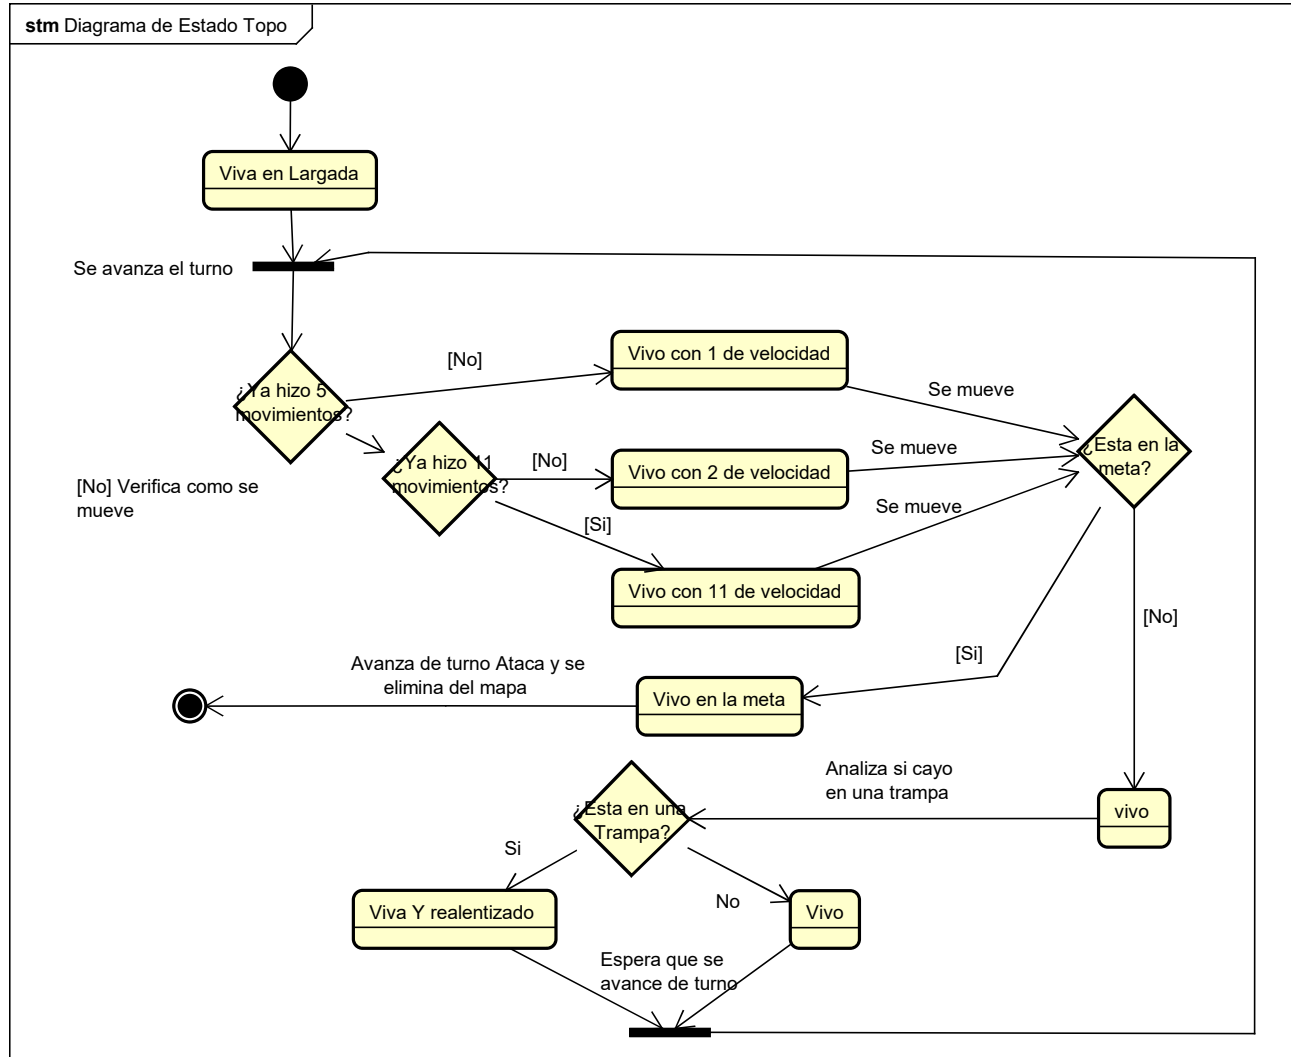 stm Diagrama de Estado Topo
Viva en Largada
Se avanza el turno
[No]
Vivo con 1 de velocidad
¿Ya hizo 5
movimientos?
Se mueve
¿Ya hizo 11
movimientos?
[No]
Vivo con 2 de velocidad
Se mueve
¿Esta en la
meta?
[No] Verifica como se
mueve
[Si]
Se mueve
Vivo con 11 de velocidad
[No]
[Si]
Avanza de turno Ataca y se
elimina del mapa
Vivo en la meta
Analiza si cayo
en una trampa
vivo
¿Esta en una
Trampa?
Si
No
Viva Y realentizado
Vivo
Espera que se
avance de turno